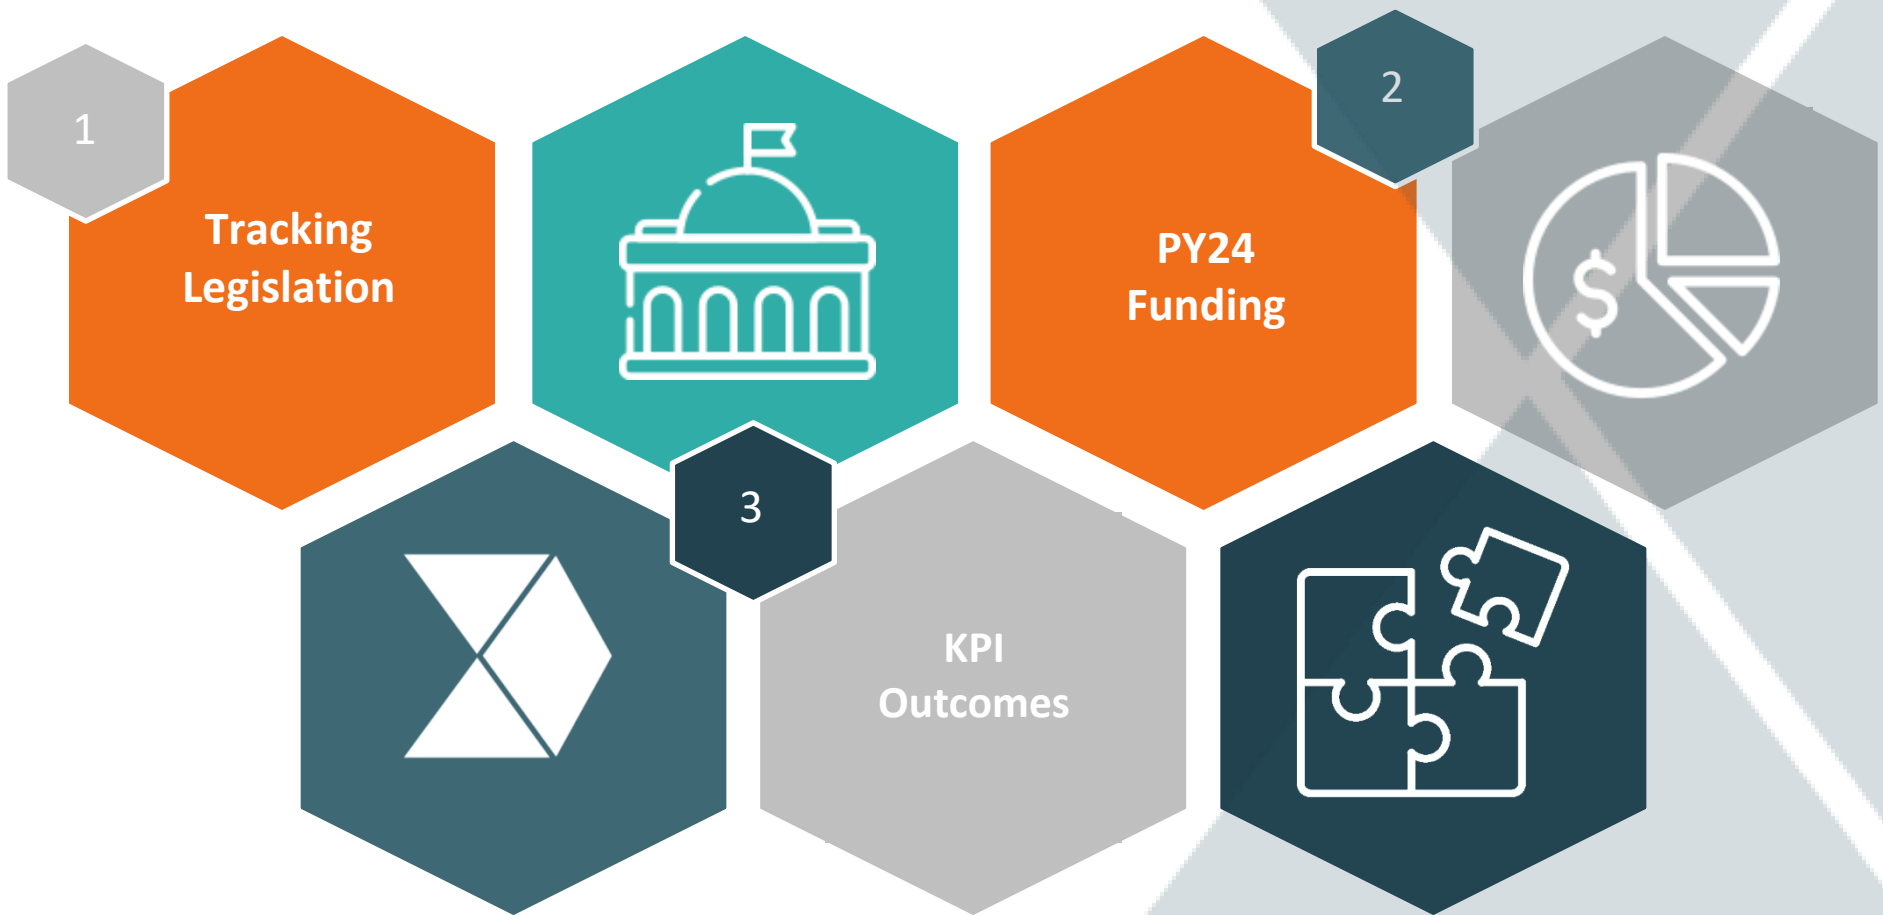 1
Tracking
Legislation
2
PY24
Funding
$
3
KPI
Outcomes